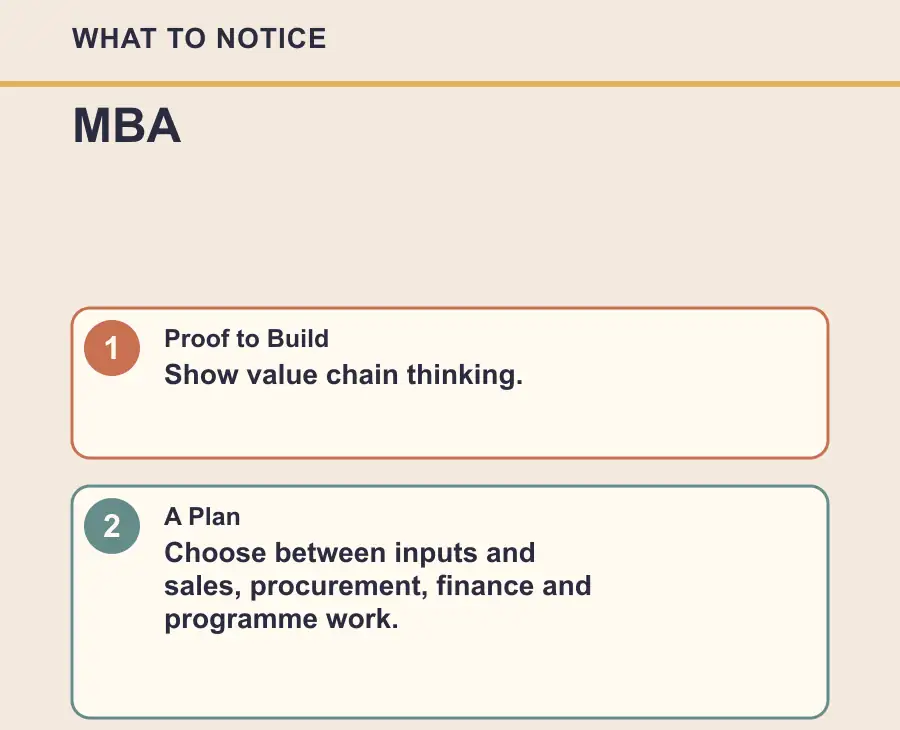 WHAT TO NOTICE
MBA
1
Proof to Build
Show value chain thinking.
2
A Plan
Choose between inputs and
sales, procurement, finance and
programme work.